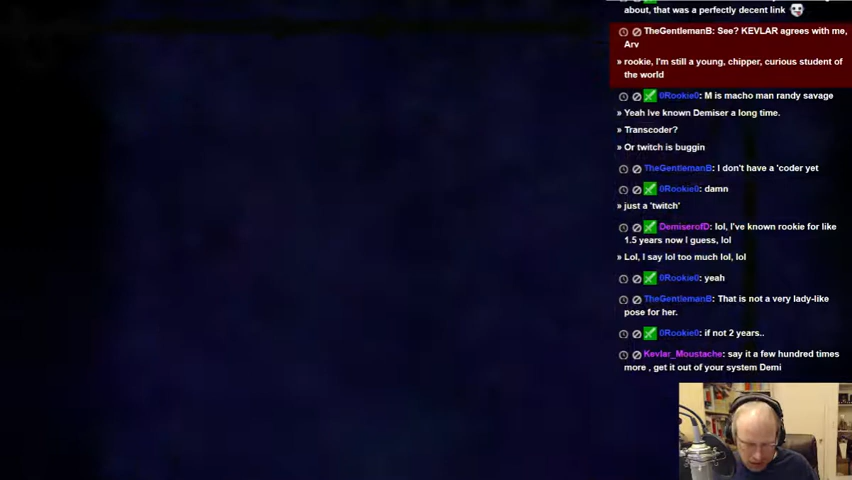 about, that was a perfectly decent link
TheGentlemanB: See? KEVLAR agrees with me,
Arv
» rookie, I'm still a young, chipper, curious student of
the world
0Rookie0: M is macho man randy savage
» Yeah Ive known Demiser a long time.
» Transcoder?
» Or twitch is buggin
TheGentlemanB: I don't have a 'coder yet
0Rookie0: damn
» just a 'twitch'
DemiserofD: lol, I've known rookie for like
1.5 years now I guess, lol
» Lol, I say lol too much lol, lol
0Rookie0: yeah
TheGentlemanB: That is not a very lady-like
pose for her.
0Rookie0: if not 2 years..
Kevlar_Moustache: say it a few hundred times
more , get it out of your system Demi